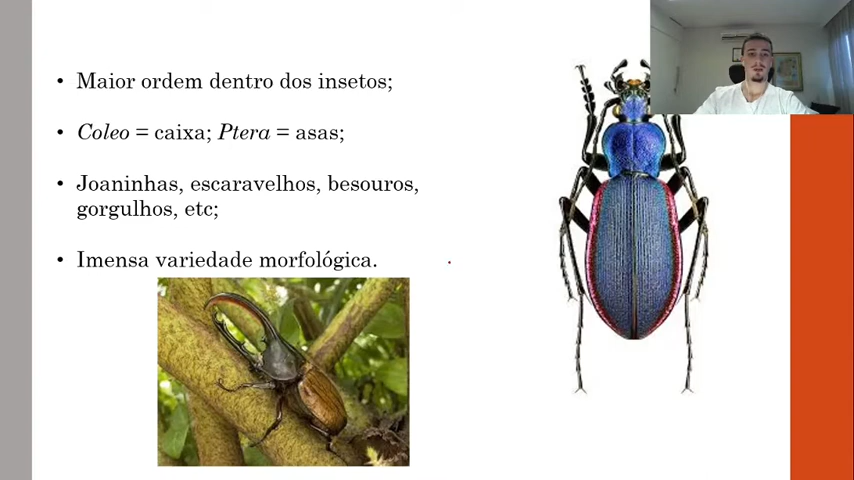 • Maior ordem dentro dos insetos;
• Coleo = caixa; Ptera = asas;
• Joaninhas, escaravelhos, besouros,
gorgulhos, etc;
• Imensa variedade morfológica.